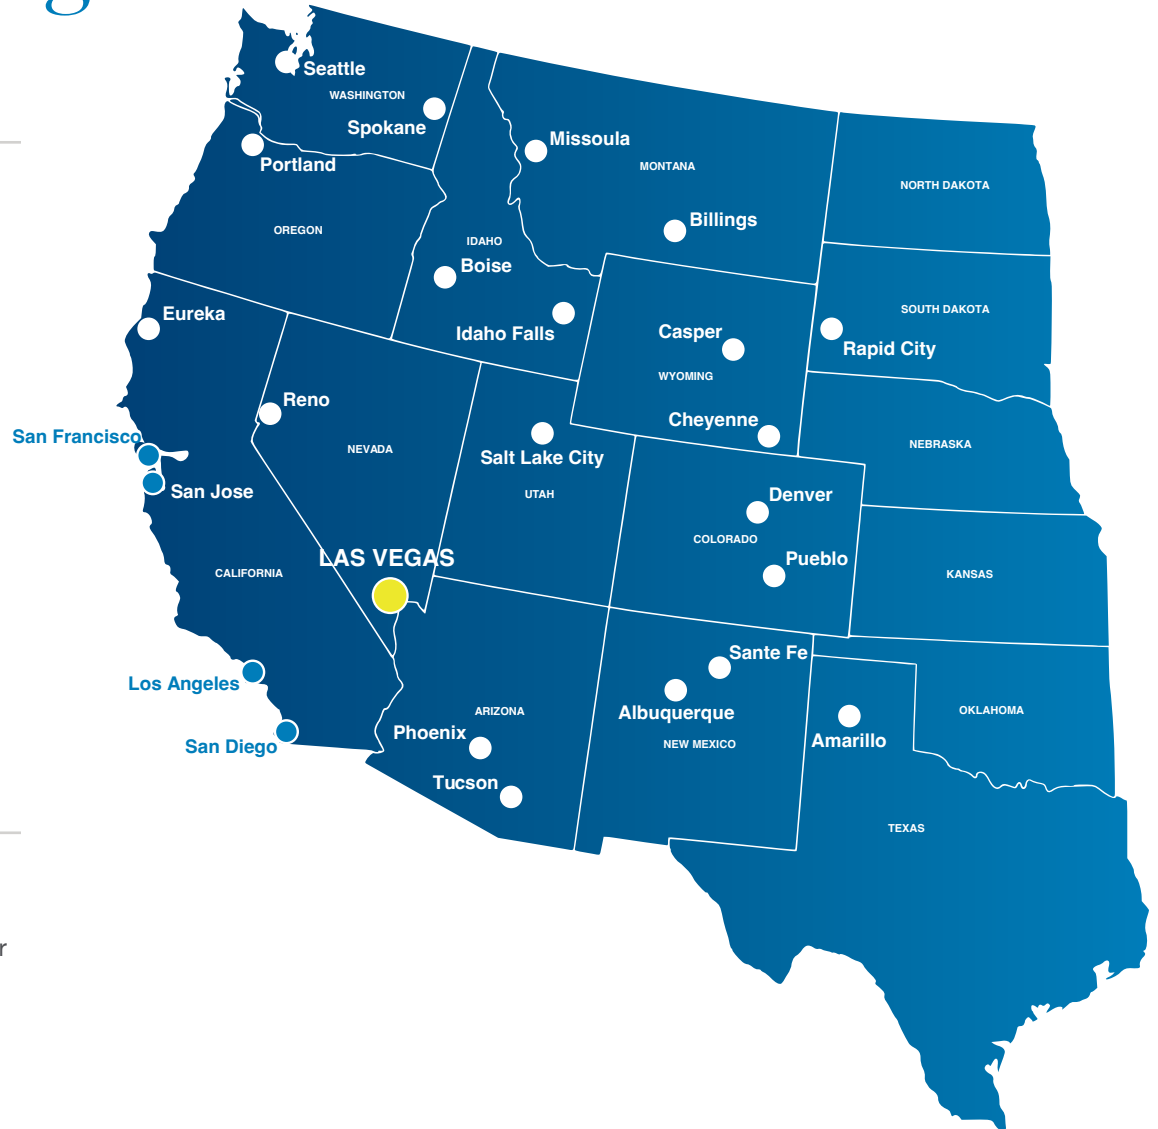 g
Seattle
WASHINGTON
Spokane
Missoula
Portland
MONTANA
NORTH DAKOTA
Billings
OREGON
IDAHO
Boise
Eureka
SOUTH DAKOTA
Idaho Falls
Casper
Rapid City
WYOMING
Reno
Cheyenne
San Francisco
NEVADA
NEBRASKA
Salt Lake City
San Jose
UTAH
Denver
COLORADO
LAS VEGAS
Pueblo
CALIFORNIA
KANSAS
Sante Fe
Los Angeles
ARIZONA
Albuquerque
OKLAHOMA
Phoenix
San Diego
NEW MEXICO
Amarillo
Tucson
TEXAS
r